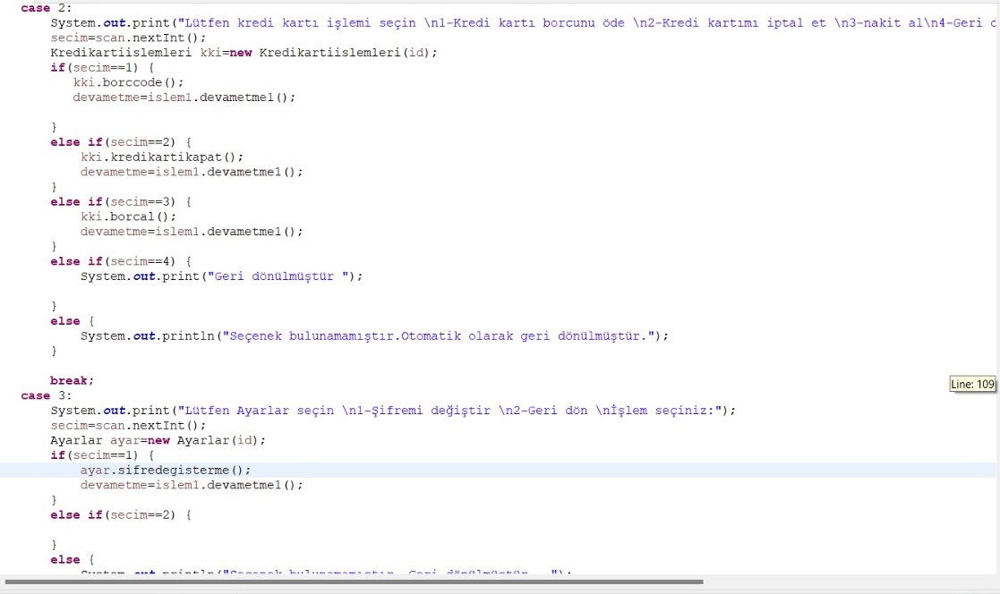 case 2:
System.out.print("Lütfen kredi kartı işlemi seçin \n1-Kredi kartı borcunu öde \n2-Kredi kartımı iptal et \n3-nakit al\n4-Geri
secim=scan.nextInt();
Kredikartiislemleri kki=new Kredikartiislemleri(id);
if(secim==1) {
kki.borccode();
devametme=islem1.devametme1();
}
else if(secim==2) {
kki.kredikartikapat();
devametme=islem1.devametme1();
}
else if(secim==3) {
kki.borcal();
devametme=islem1.devametme1();
}
else if(secim==4) {
System.out.print("Geri dönülmüştür ");
}
else {
System.out.println("Seçenek bulunamamıştır.Otomatik olarak geri dönülmüştür.");
}
break;
Line: 109
case 3:
System.out.print("Lütfen Ayarlar seçin \n1-Şifremi değiştir \n2-Geri dön \nİşlem seçiniz:");
secim=scan.nextInt();
Ayarlar ayar=new Ayarlar(id);
if(secim==1) {
ayar.sifredegisterme();
devametme=islem1.devametme1();
}
else if(secim==2) {
}
else {